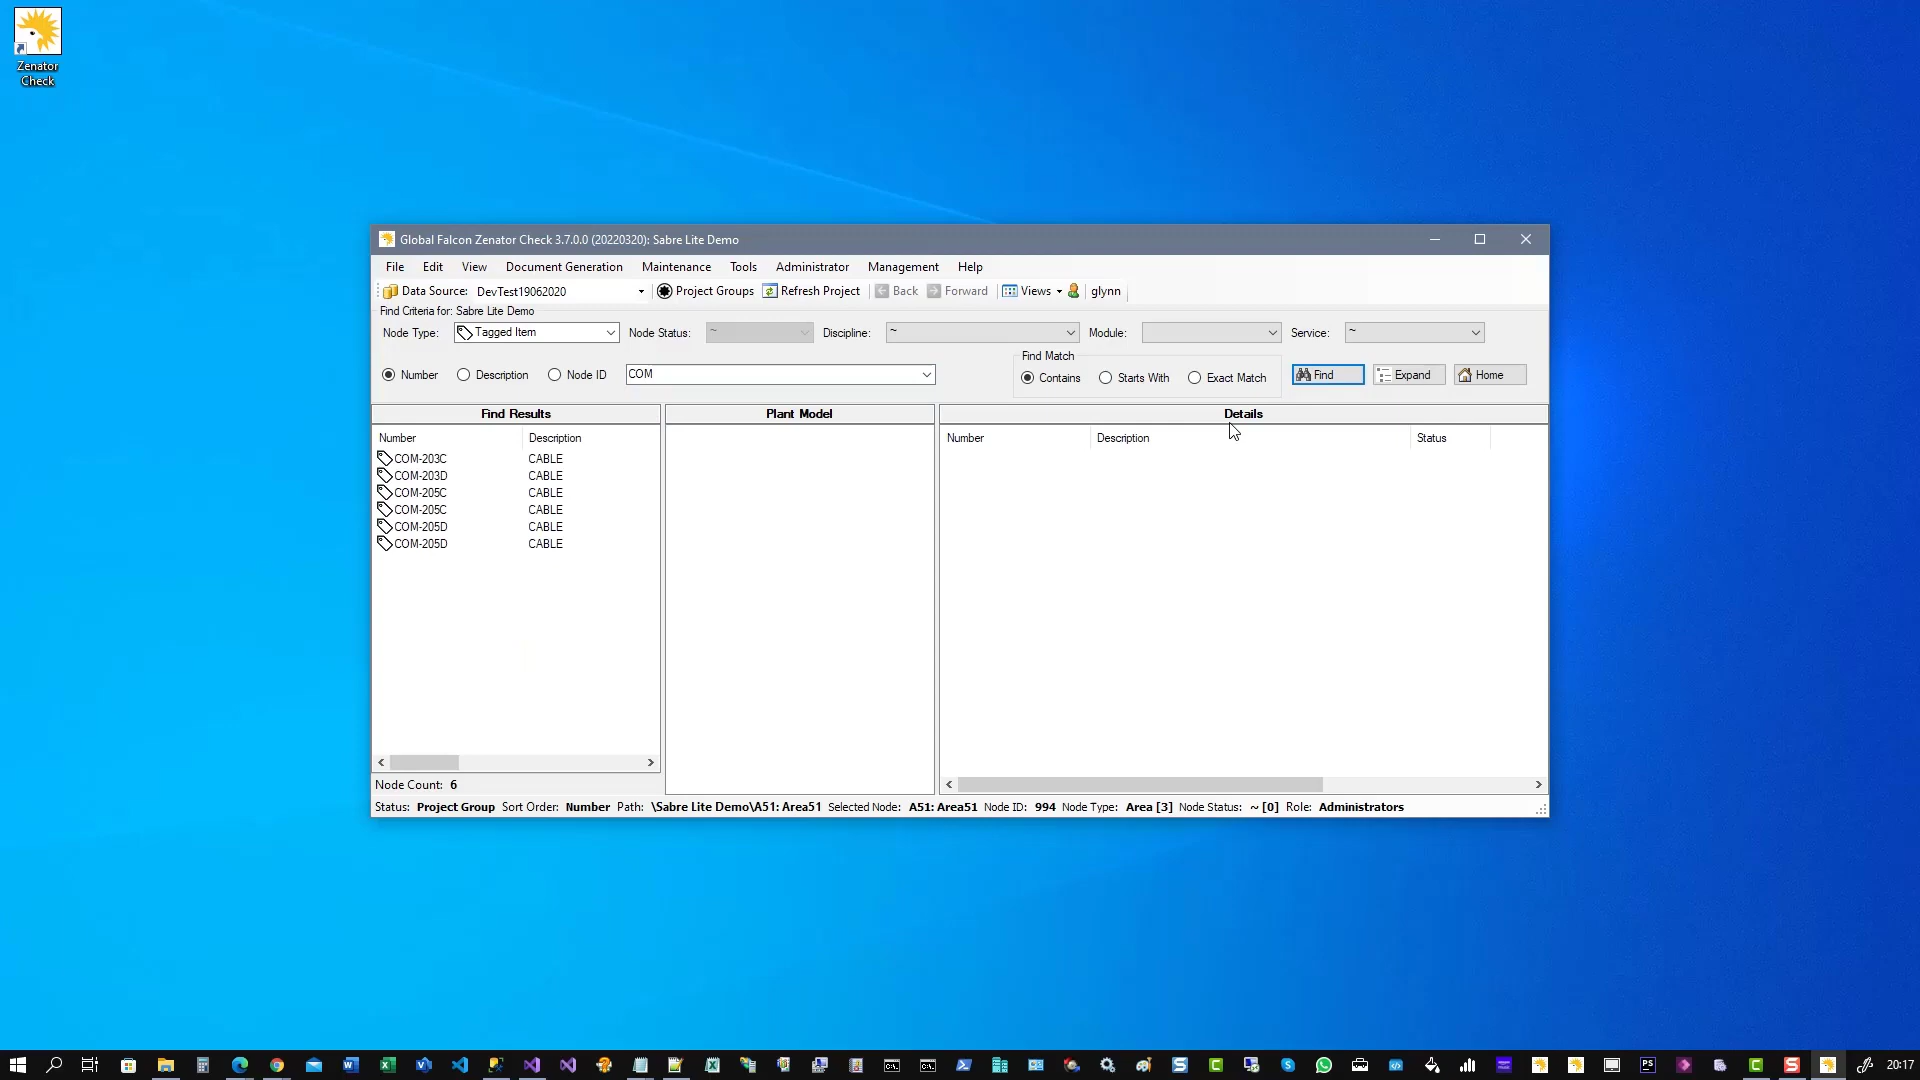 Zenator
Check
Global Falcon Zenator Check 3.7.0.0 (20220320): Sabre Lite Demo
File Edit View Document Generation Maintenance Tools Administrator Management Help
Data Source: DevTest19062020 Project Groups Refresh Project Back Forward Views glynn
Find Criteria for: Sabre Lite Demo
Node Type: Tagged Item Node Status: ~ Discipline: ~ Module: Service: ~
Find Match
Number Description Node ID COM Contains Starts With Exact Match Find Expand Home
Find Results Plant Model Details
Number Description Number Description Status
COM-203C CABLE
COM-203D CABLE
COM-205C CABLE
COM-205C CABLE
COM-205D CABLE
COM-205D CABLE
Node Count: 6
Status: Project Group Sort Order: Number Path: \Sabre Lite Demo\A51: Area51 Selected Node: A51: Area51 Node ID: 994 Node Type: Area [3] Node Status: ~ [0] Role: Administrators
20:17